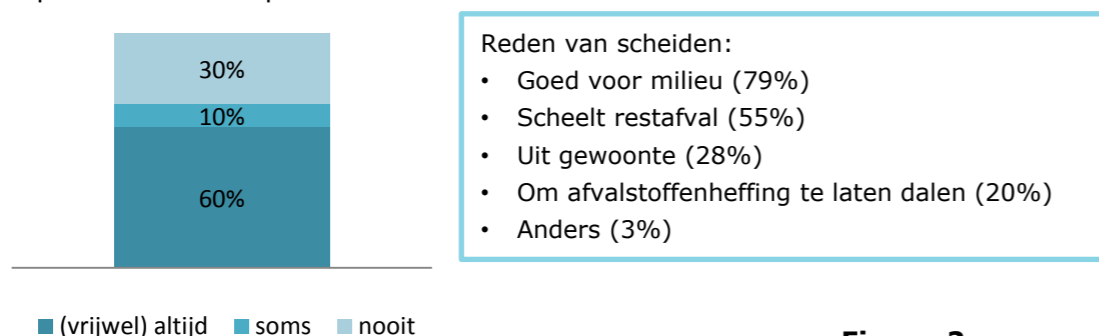 30%
10%
60%
(vrijwel) altijd soms nooit
Reden van scheiden:
• Goed voor milieu (79%)
• Scheelt restafval (55%)
• Uit gewoonte (28%)
• Om afvalstoffenheffing te laten dalen (20%)
• Anders (3%)